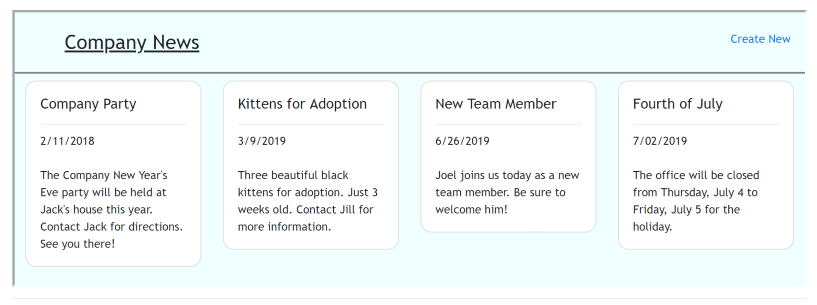 Company News
Create New
Company Party
2/11/2018
The Company New Year's
Eve party will be held at
Jack's house this year.
Contact Jack for directions.
See you there!
Kittens for Adoption
3/9/2019
Three beautiful black
kittens for adoption. Just 3
weeks old. Contact Jill for
more information.
New Team Member
6/26/2019
Joel joins us today as a new
team member. Be sure to
welcome him!
Fourth of July
7/02/2019
The office will be closed
from Thursday, July 4 to
Friday, July 5 for the
holiday.